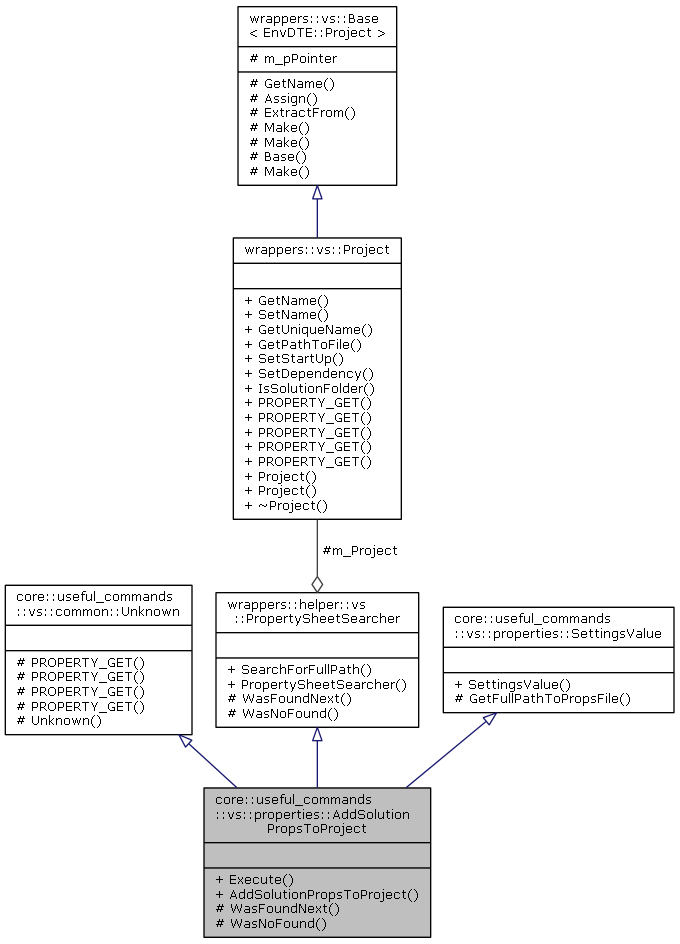 wrappers::vs::Base
< EnvDTE::Project >
# m_pPointer
# GetName()
# Assign()
# ExtractFrom()
# Make()
# Make()
# Base()
# Make()
wrappers::vs::Project
+ GetName()
+ SetName()
+ GetUniqueName()
+ GetPathToFile()
+ SetStartUp()
+ SetDependency()
+ IsSolutionFolder()
+ PROPERTY_GET()
+ PROPERTY_GET()
+ PROPERTY_GET()
+ PROPERTY_GET()
+ PROPERTY_GET()
+ Project()
+ Project()
+ ~Project()
#m_Project
core::useful_commands
::vs::common::Unknown
# PROPERTY_GET()
# PROPERTY_GET()
# PROPERTY_GET()
# PROPERTY_GET()
# Unknown()
wrappers::helper::vs
::PropertySheetSearcher
+ SearchForFullPath()
+ PropertySheetSearcher()
# WasFoundNext()
# WasNoFound()
core::useful_commands
::vs::properties::SettingsValue
+ SettingsValue()
# GetFullPathToPropsFile()
core::useful_commands
::vs::properties::AddSolution
PropsToProject
+ Execute()
+ AddSolutionPropsToProject()
# WasFoundNext()
# WasNoFound()